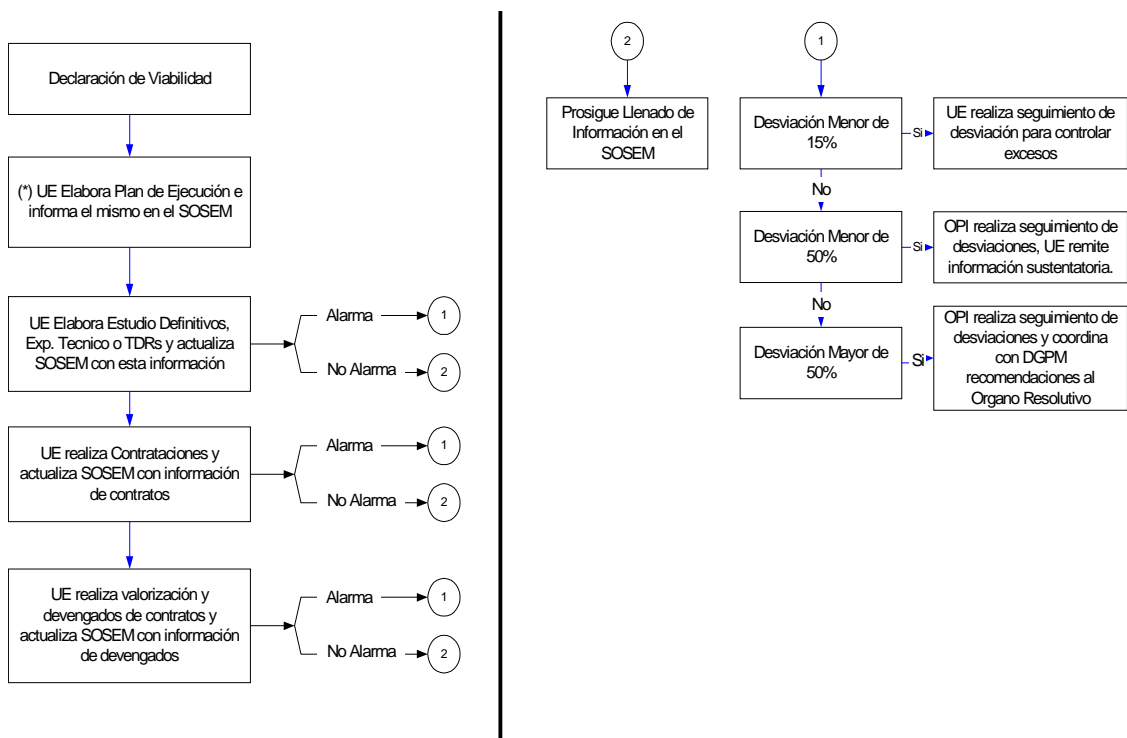 Declaración de Viabilidad
(*) UE Elabora Plan de Ejecución e
informa el mismo en el SOSEM
UE Elabora Estudio Definitivos,
Exp. Tecnico o TDRs y actualiza
SOSEM con esta información
Alarma
1
No Alarma
2
UE realiza Contrataciones y
actualiza SOSEM con información
de contratos
Alarma
1
No Alarma
2
UE realiza valorización y
devengados de contratos y
actualiza SOSEM con información
de devengados
Alarma
1
No Alarma
2
2
Prosigue Llenado de
Información en el
SOSEM
1
Desviación Menor de
15%
Si
UE realiza seguimiento de
desviación para controlar
excesos
No
Desviación Menor de
50%
Si
OPI realiza seguimiento de
desviaciones, UE remite
información sustentatoria.
No
Desviación Mayor de
50%
Si
OPI realiza seguimiento de
desviaciones y coordina
con DGPM
recomendaciones al
Organo Resolutivo